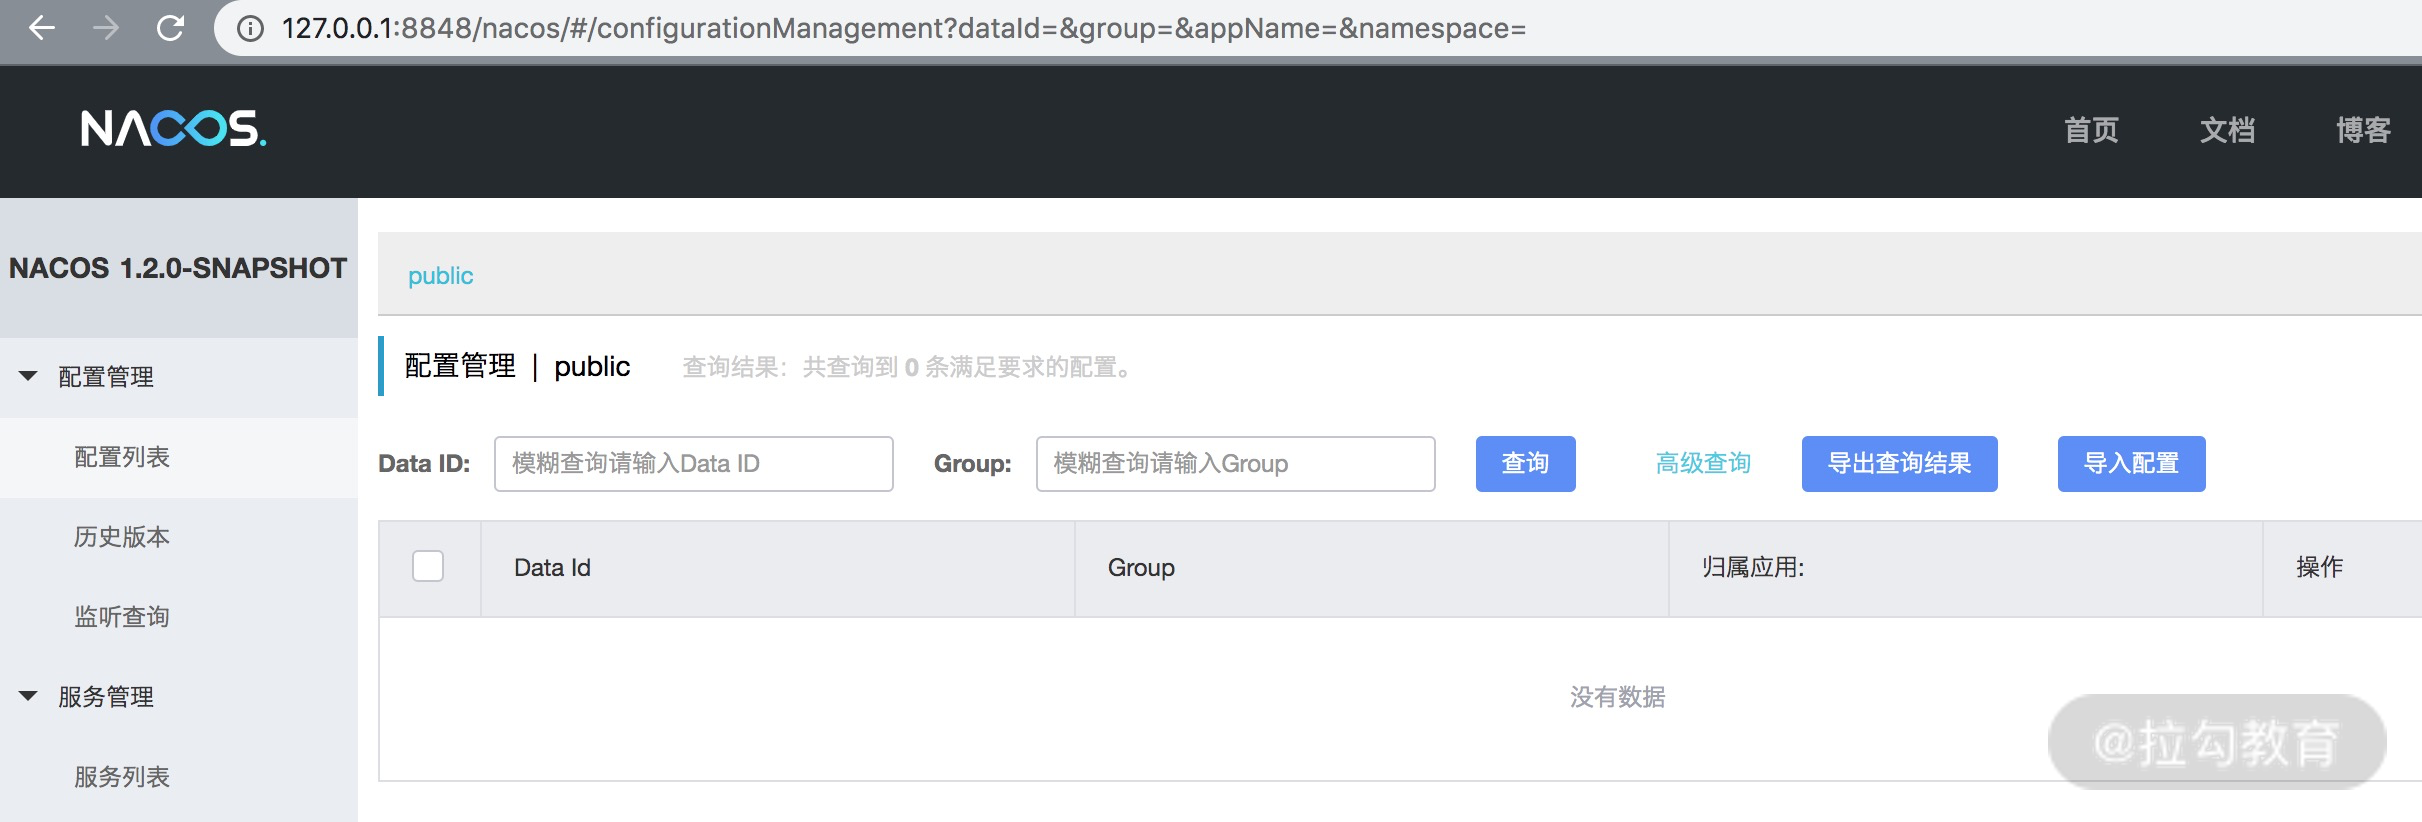 127.0.0.1:8848/nacos/#/configurationManagement?dataId=&group=&appName=&namespace=
NACOS.
首页 文档 博客
NACOS 1.2.0-SNAPSHOT
public
配置管理 | public 查询结果：共查询到 0 条满足要求的配置。
配置管理
配置列表
历史版本
监听查询
服务管理
服务列表
Data ID: 模糊查询请输入Data ID Group: 模糊查询请输入Group 查询 高级查询 导出查询结果 导入配置
Data Id Group 归属应用: 操作
没有数据
@拉勾教育